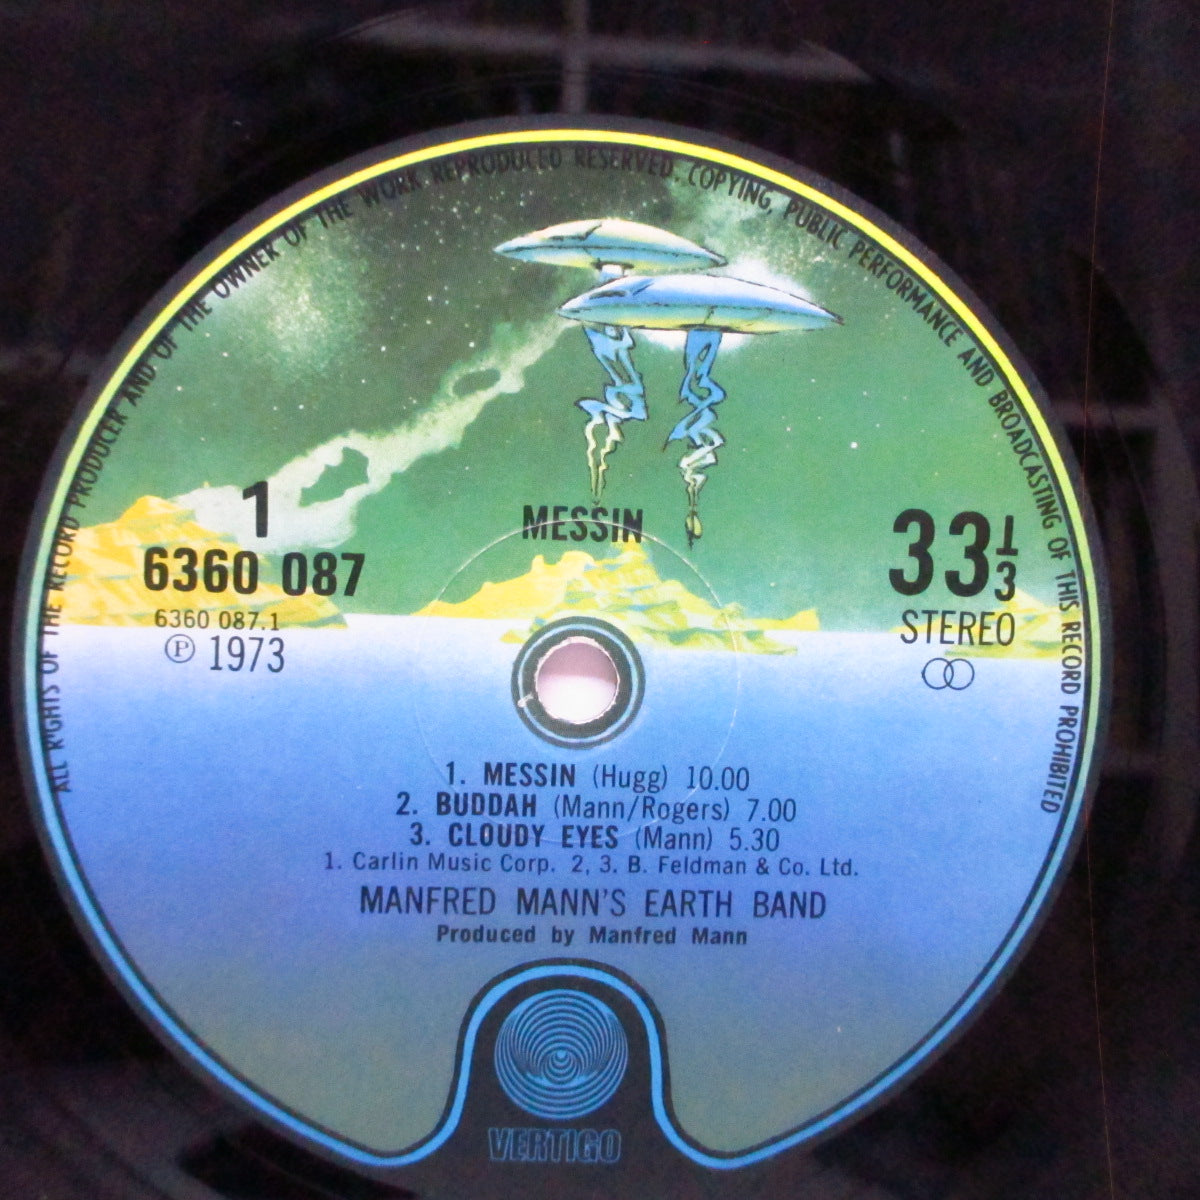 ALL RIGHTS OF THE RECORD PRODUCER AND OF THE OWNER OF THE WORK REPRODUCED RESERVED. COPYING, PUBLIC PERFORMANCE AND BROADCASTING OF THIS RECORD PROHIBITED
MESSIN
1
6360 087
6360 087.1
Ⓟ 1973
33 1/3
STEREO
1. MESSIN (Hugg) 10.00
2. BUDDAH (Mann/Rogers) 7.00
3. CLOUDY EYES (Mann) 5.30
1. Carlin Music Corp. 2, 3. B. Feldman & Co. Ltd.
MANFRED MANN'S EARTH BAND
Produced by Manfred Mann
VERTIGO